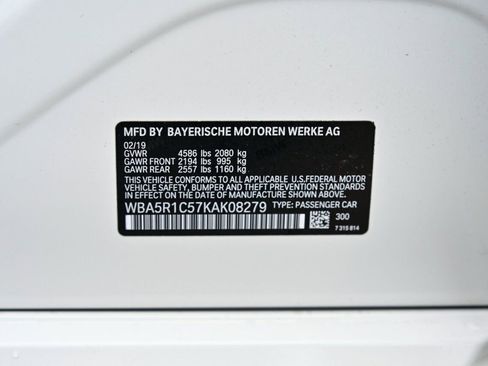 MFD BY BAYERISCHE MOTOREN WERKE AG
02/19
GVWR 4586 lbs 2080 kg
GAWR FRONT 2194 lbs 995 kg
GAWR REAR 2557 lbs 1160 kg
THIS VEHICLE CONFORMS TO ALL APPLICABLE U.S.FEDERAL MOTOR
VEHICLE SAFETY, BUMPER AND THEFT PREVENTION STANDARDS
IN EFFECT ON THE DATE OF MANUFACTURE SHOWN ABOVE.
WBA5R1C57KAK08279 TYPE: PASSENGER CAR
300
7 315 814